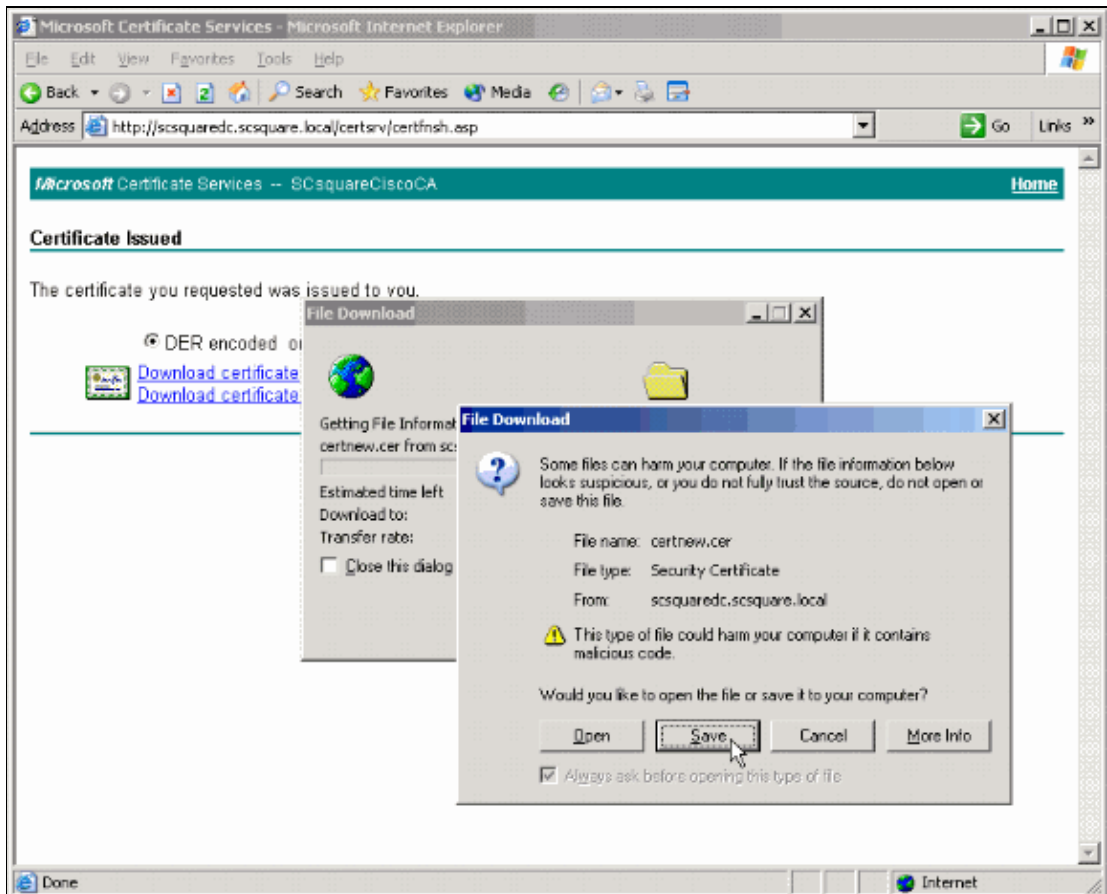 Microsoft Certificate Services - Microsoft Internet Explorer
File Edit View Favorites Tools Help
Back Search Favorites Media
Address http://scsquaredc.scsquare.local/certsrv/certfnsh.asp Go Links »
Microsoft Certificate Services -- SCsquareCiscoCA Home
Certificate Issued
The certificate you requested was issued to you.
DER encoded
Download certificate
Download certificate
File Download
Getting File Informat
certnew.cer from scs
Estimated time left
Download to:
Transfer rate:
Close this dialog
File Download
Some files can harm your computer. If the file information below
looks suspicious, or you do not fully trust the source, do not open or
save this file.
File name: certnew.cer
File type: Security Certificate
From: scsquaredc.scsquare.local
This type of file could harm your computer if it contains
malicious code.
Would you like to open the file or save it to your computer?
Open Save Cancel More Info
Always ask before opening this type of file
Done Internet